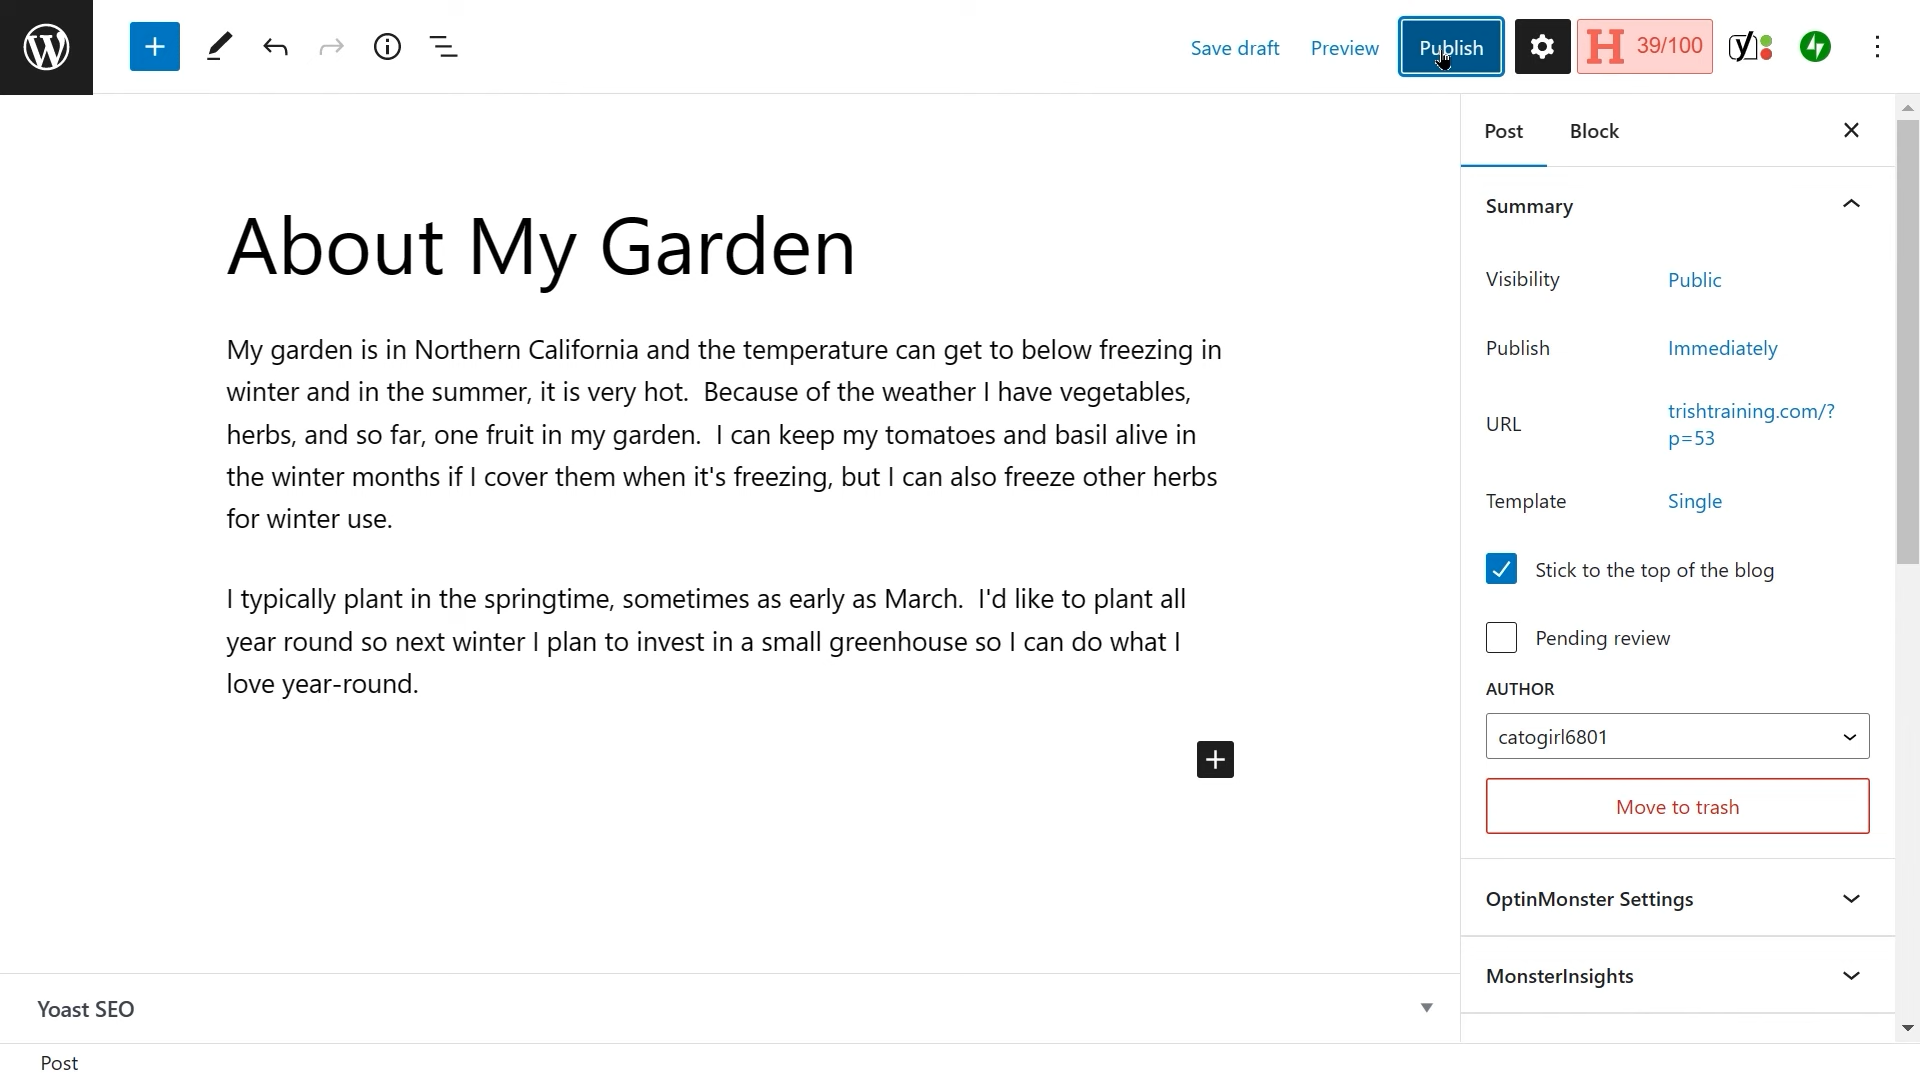 Save draft
Preview
Publish
H 39/100
Post
Block
Summary
About My Garden
Visibility
Public
My garden is in Northern California and the temperature can get to below freezing in
Publish
Immediately
winter and in the summer, it is very hot.  Because of the weather I have vegetables,
URL
trishtraining.com/?
p=53
herbs, and so far, one fruit in my garden.  I can keep my tomatoes and basil alive in
the winter months if I cover them when it's freezing, but I can also freeze other herbs
for winter use.
Template
Single
Stick to the top of the blog
I typically plant in the springtime, sometimes as early as March.  I'd like to plant all
year round so next winter I plan to invest in a small greenhouse so I can do what I
love year-round.
Pending review
AUTHOR
catogirl6801
Move to trash
OptinMonster Settings
MonsterInsights
Yoast SEO
Post